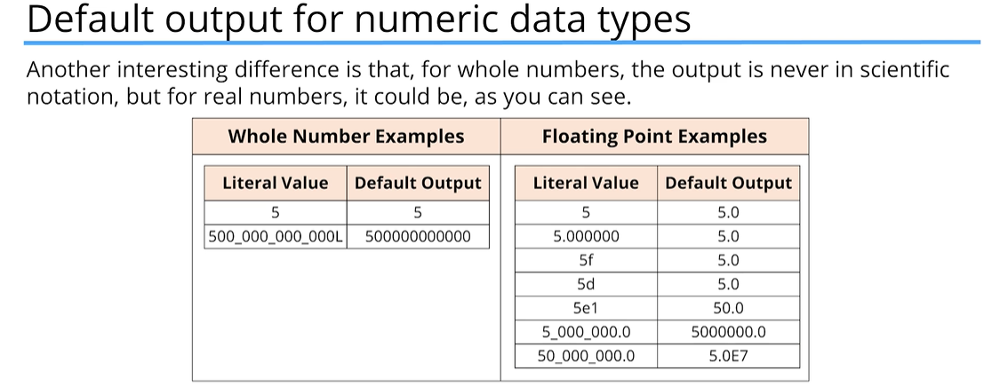 Default output for numeric data types
Another interesting difference is that, for whole numbers, the output is never in scientific
notation, but for real numbers, it could be, as you can see.
Whole Number Examples
Literal Value Default Output
5 5
500_000_000_000L 500000000000
Floating Point Examples
Literal Value Default Output
5 5.0
5.000000 5.0
5f 5.0
5d 5.0
5e1 50.0
5_000_000.0 5000000.0
50_000_000.0 5.0E7